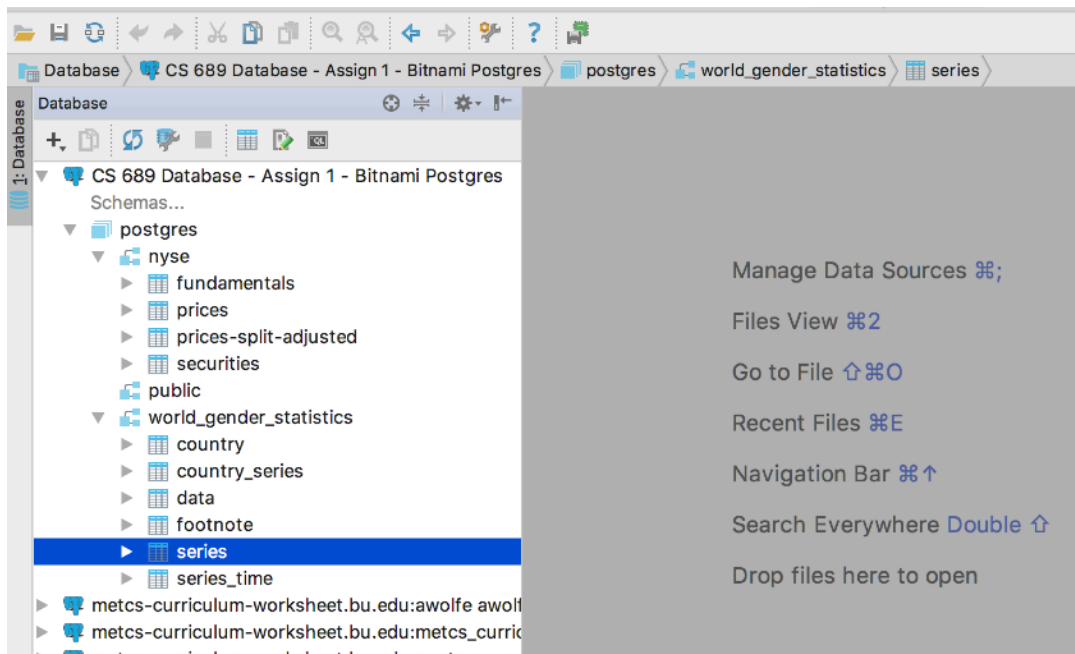 Database CS 689 Database - Assign 1 - Bitnami Postgres postgres world_gender_statistics series
1: Database
Database
QL
CS 689 Database - Assign 1 - Bitnami Postgres
Schemas...
postgres
nyse
fundamentals
prices
prices-split-adjusted
securities
public
world_gender_statistics
country
country_series
data
footnote
series
series_time
metcs-curriculum-worksheet.bu.edu:awolfe
metcs-curriculum-worksheet.bu.edu:metcs_curric
Manage Data Sources ⌘;
Files View ⌘2
Go to File ⇧⌘O
Recent Files ⌘E
Navigation Bar ⌘↑
Search Everywhere Double ⇧
Drop files here to open